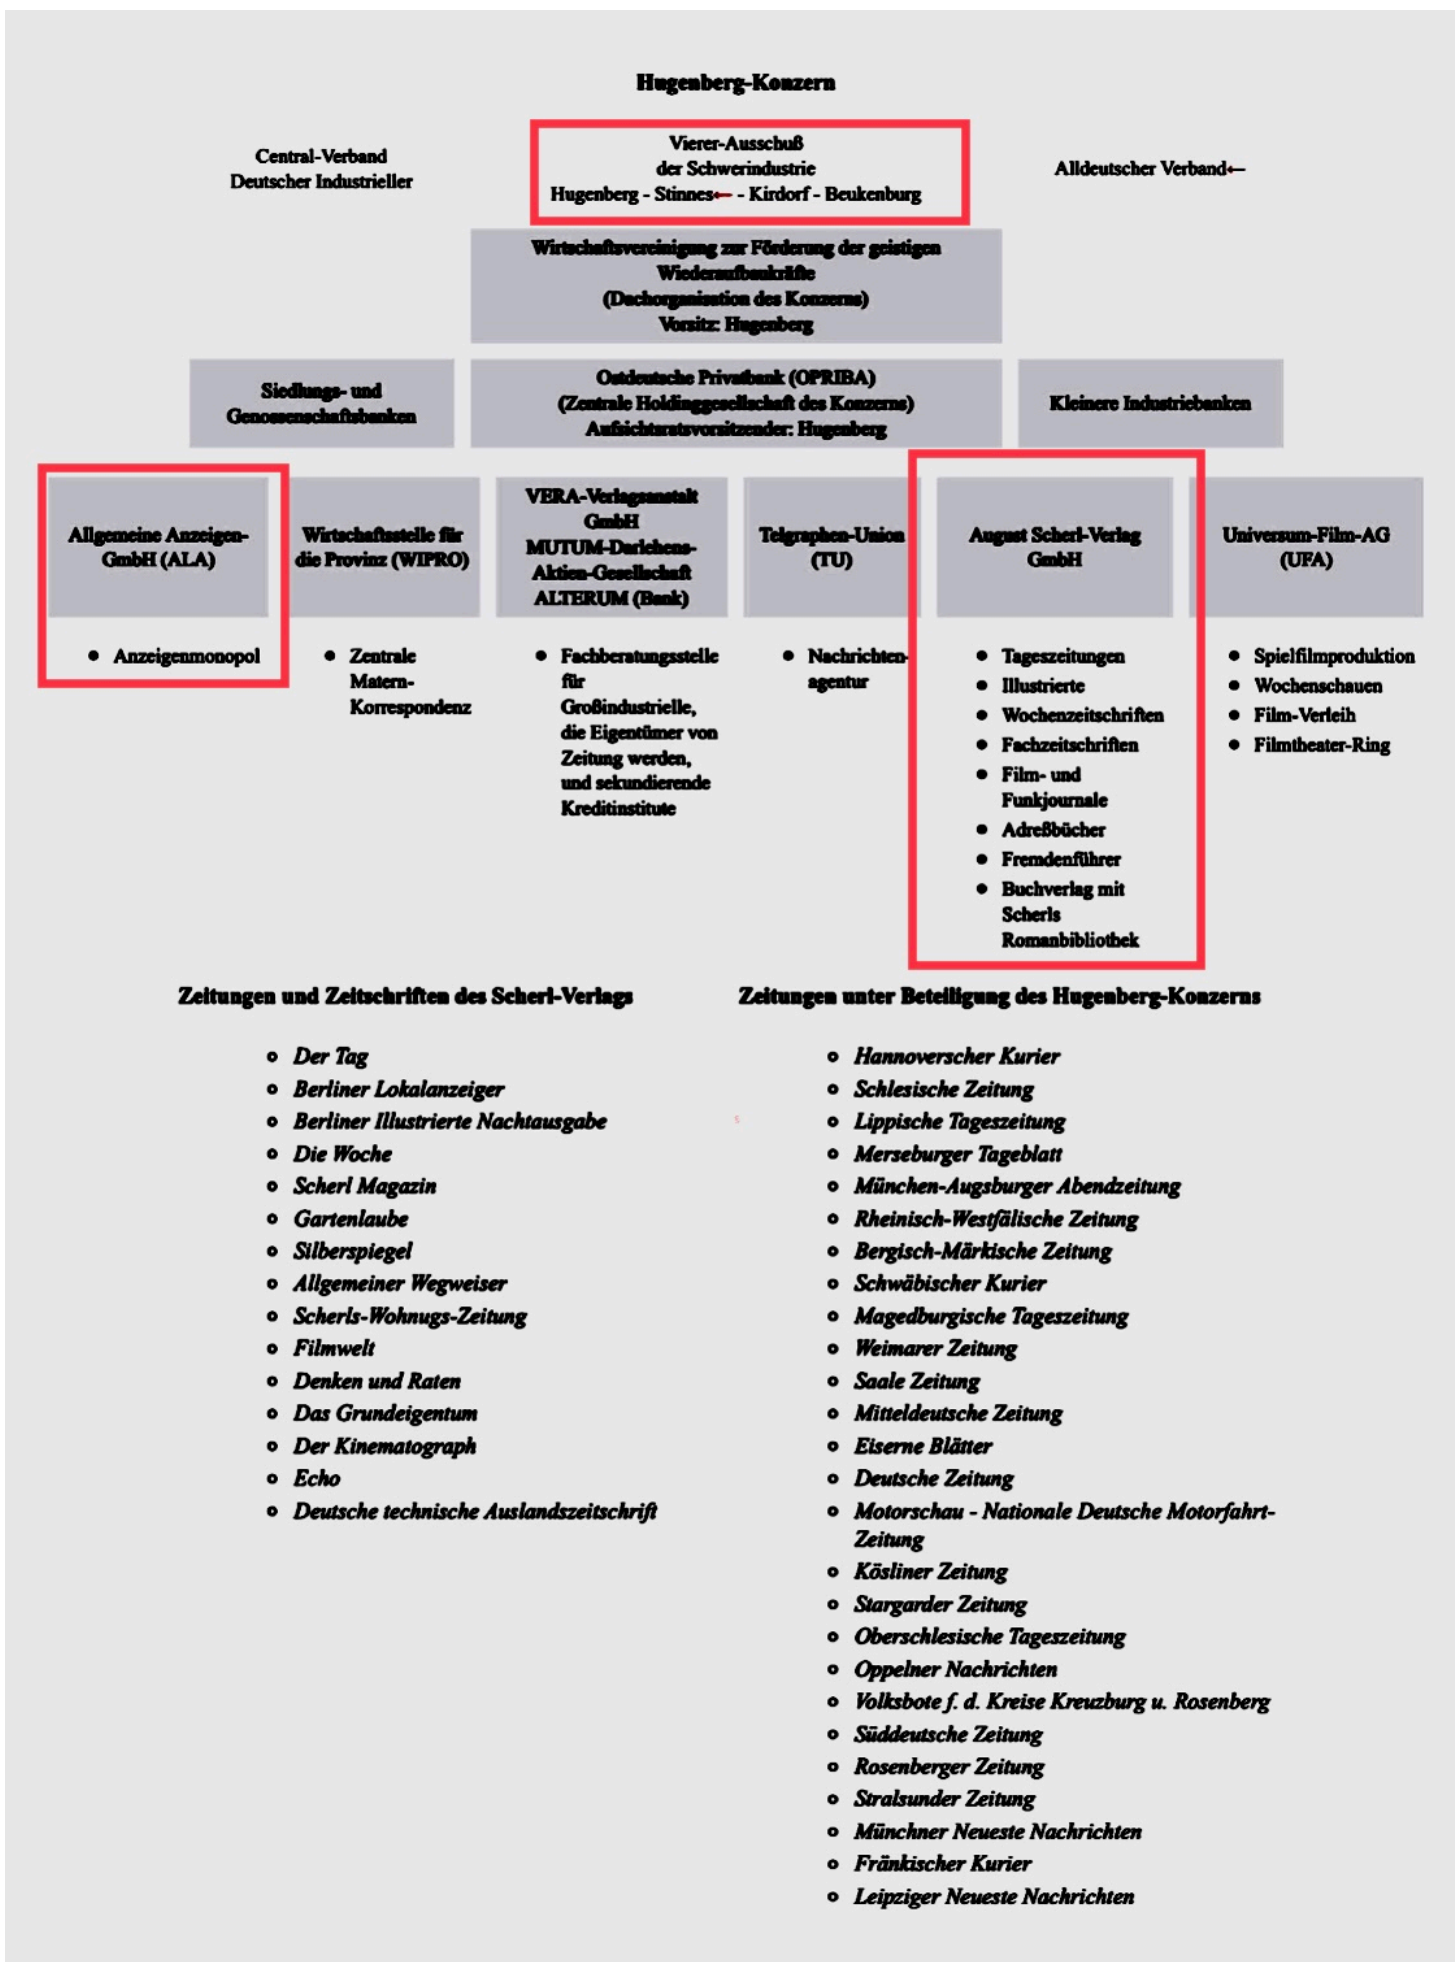 Hugenberg-Konzern
Central-Verband
Deutscher Industrieller
Vierer-Ausschuß
der Schwerindustrie
Hugenberg - Stinnes← - Kirdorf - Beukenburg
Alldeutscher Verband←
Wirtschaftsvereinigung zur Förderung der geistigen
Wiederaufbaukräfte
(Dachorganisation des Konzerns)
Vorsitz: Hugenberg
Siedlungs- und
Genossenschaftsbanken
Ostdeutsche Privatbank (OPRIBA)
(Zentrale Holdinggesellschaft des Konzerns)
Aufsichtsratsvorsitzender: Hugenberg
Kleinere Industriebanken
Allgemeine Anzeigen-
GmbH (ALA)
Wirtschaftsstelle für
die Provinz (WIPRO)
VERA-Verlagsanstalt
GmbH
MUTUM-Darlehens-
Aktien-Gesellschaft
ALTERUM (Bank)
Telgraphen-Union
(TU)
August Scherl-Verlag
GmbH
Universum-Film-AG
(UFA)
Anzeigenmonopol
Zentrale
Matern-
Korrespondenz
Fachberatungsstelle
für
Großindustrielle,
die Eigentümer von
Zeitung werden,
und sekundierende
Kreditinstitute
Nachrichten-
agentur
Tageszeitungen
Illustrierte
Wochenzeitschriften
Fachzeitschriften
Film- und
Funkjournale
Adreßbücher
Fremdenführer
Buchverlag mit
Scherls
Romanbibliothek
Spielfilmproduktion
Wochenschauen
Film-Verleih
Filmtheater-Ring
Zeitungen und Zeitschriften des Scherl-Verlags
Der Tag
Berliner Lokalanzeiger
Berliner Illustrierte Nachtausgabe
Die Woche
Scherl Magazin
Gartenlaube
Silberspiegel
Allgemeiner Wegweiser
Scherls-Wohnugs-Zeitung
Filmwelt
Denken und Raten
Das Grundeigentum
Der Kinematograph
Echo
Deutsche technische Auslandszeitschrift
Zeitungen unter Beteiligung des Hugenberg-Konzerns
Hannoverscher Kurier
Schlesische Zeitung
Lippische Tageszeitung
Merseburger Tageblatt
München-Augsburger Abendzeitung
Rheinisch-Westfälische Zeitung
Bergisch-Märkische Zeitung
Schwäbischer Kurier
Magedburgische Tageszeitung
Weimarer Zeitung
Saale Zeitung
Mitteldeutsche Zeitung
Eiserne Blätter
Deutsche Zeitung
Motorschau - Nationale Deutsche Motorfahrt-
Zeitung
Kösliner Zeitung
Stargarder Zeitung
Oberschlesische Tageszeitung
Oppelner Nachrichten
Volksbote f. d. Kreise Kreuzburg u. Rosenberg
Süddeutsche Zeitung
Rosenberger Zeitung
Stralsunder Zeitung
Münchner Neueste Nachrichten
Fränkischer Kurier
Leipziger Neueste Nachrichten